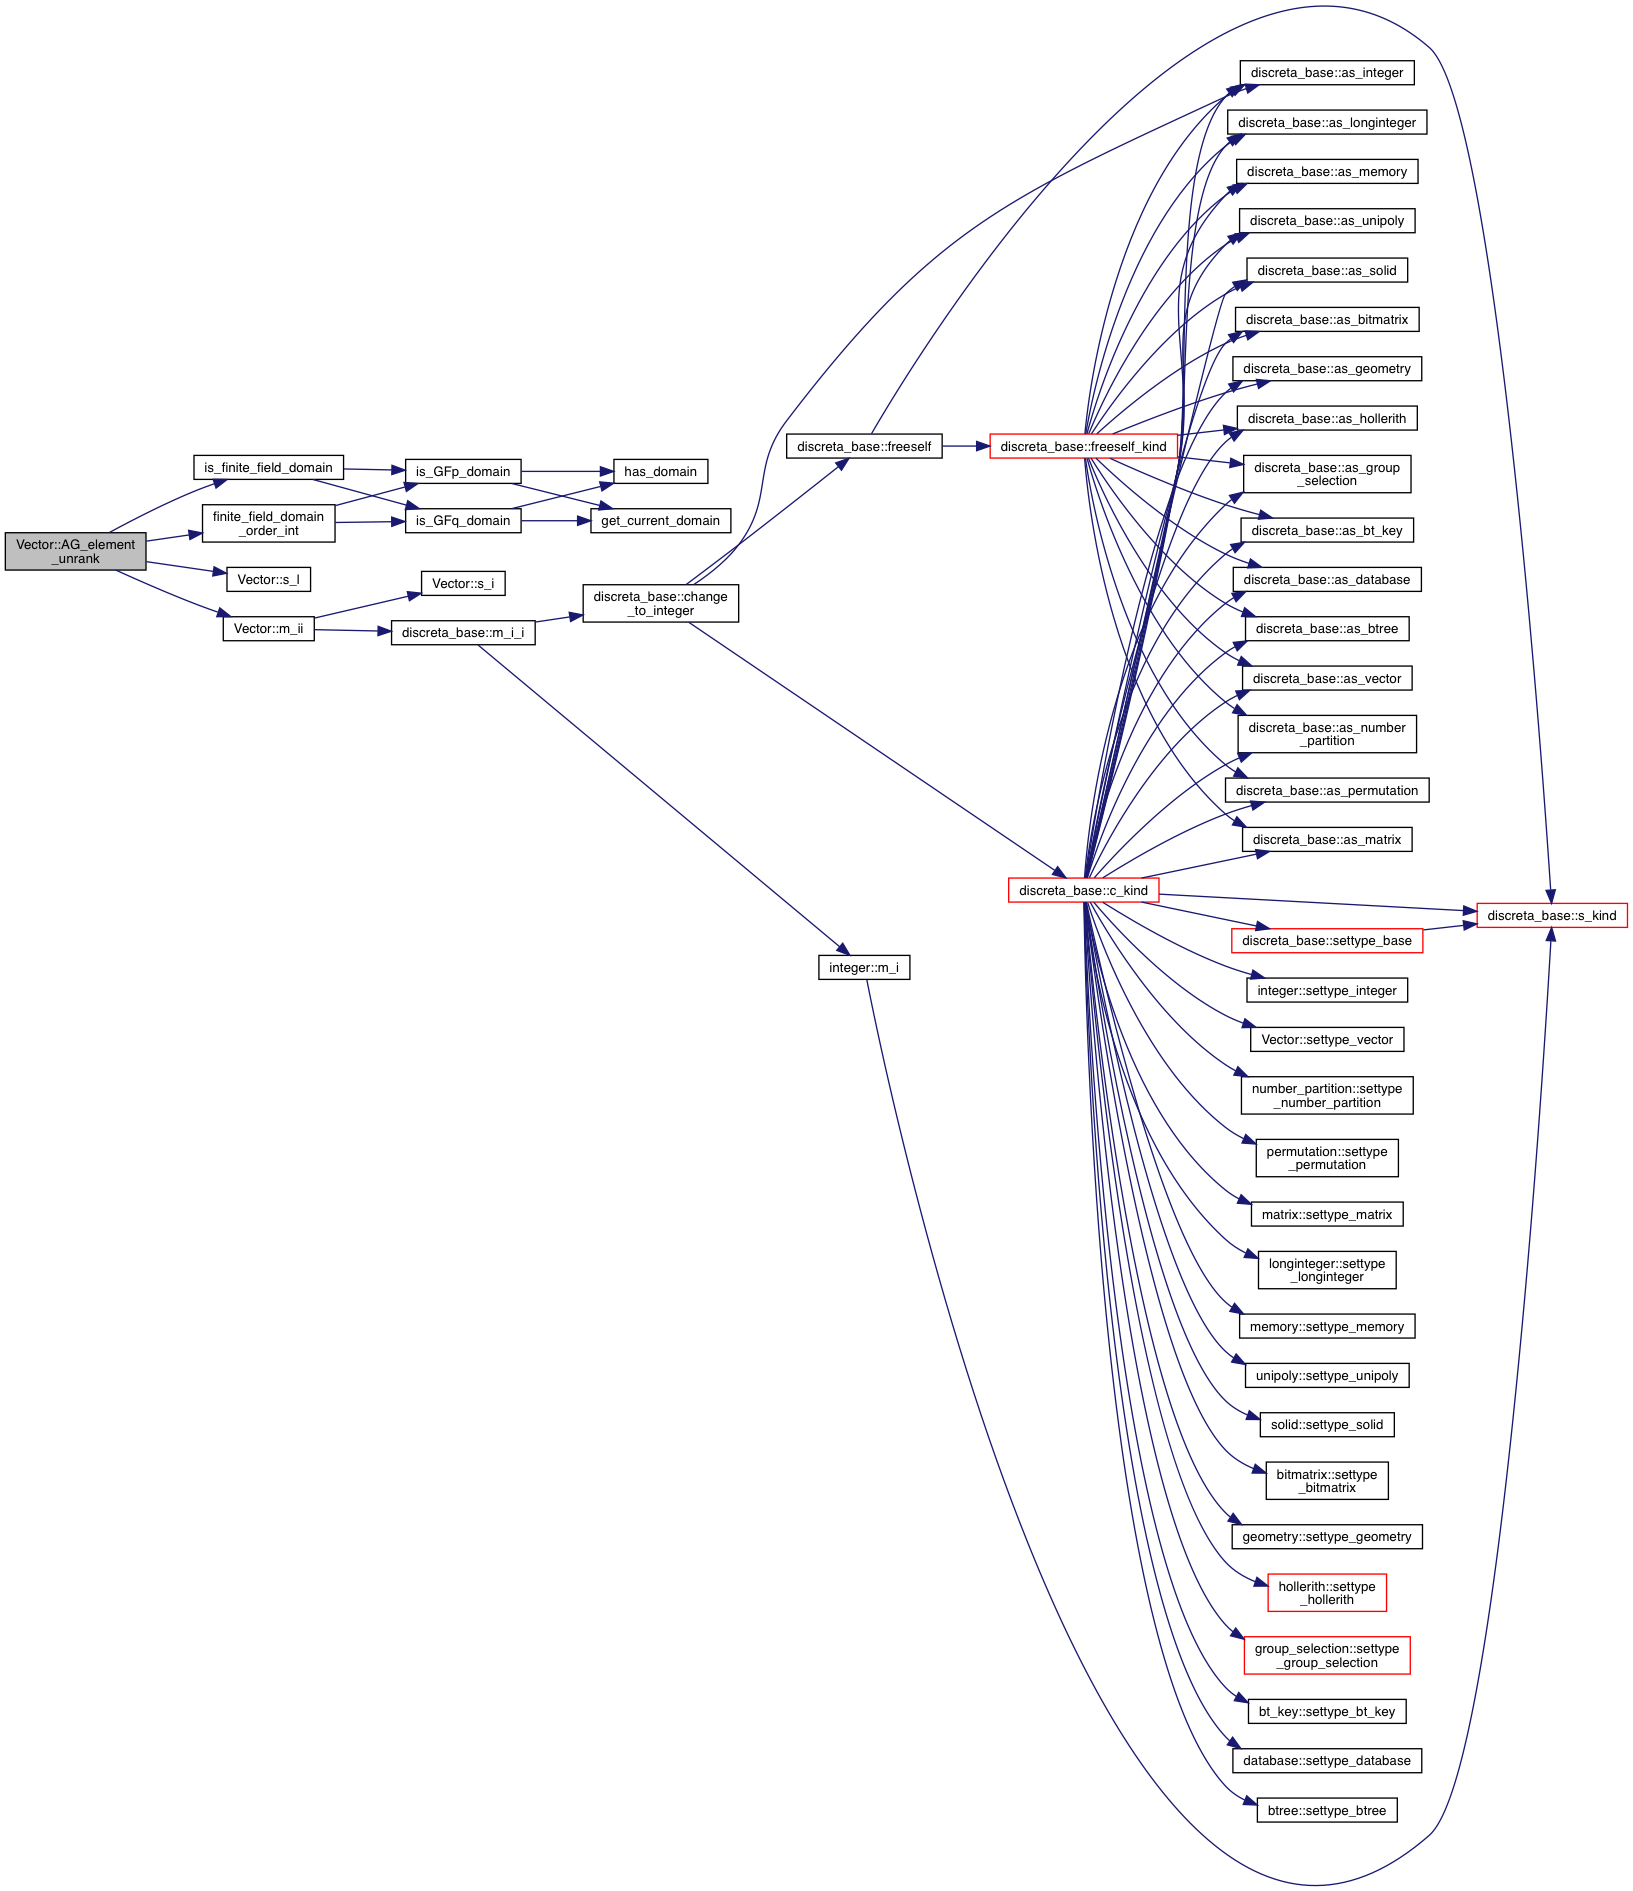 Vector::AG_element
_unrank
is_finite_field_domain
finite_field_domain
_order_int
Vector::s_l
Vector::m_ii
is_GFp_domain
is_GFq_domain
Vector::s_i
discreta_base::m_i_i
has_domain
get_current_domain
discreta_base::change
_to_integer
discreta_base::freeself
integer::m_i
discreta_base::freeself_kind
discreta_base::c_kind
discreta_base::as_integer
discreta_base::as_longinteger
discreta_base::as_memory
discreta_base::as_unipoly
discreta_base::as_solid
discreta_base::as_bitmatrix
discreta_base::as_geometry
discreta_base::as_hollerith
discreta_base::as_group
_selection
discreta_base::as_bt_key
discreta_base::as_database
discreta_base::as_btree
discreta_base::as_vector
discreta_base::as_number
_partition
discreta_base::as_permutation
discreta_base::as_matrix
discreta_base::settype_base
integer::settype_integer
Vector::settype_vector
number_partition::settype
_number_partition
permutation::settype
_permutation
matrix::settype_matrix
longinteger::settype
_longinteger
memory::settype_memory
unipoly::settype_unipoly
solid::settype_solid
bitmatrix::settype
_bitmatrix
geometry::settype_geometry
hollerith::settype
_hollerith
group_selection::settype
_group_selection
bt_key::settype_bt_key
database::settype_database
btree::settype_btree
discreta_base::s_kind